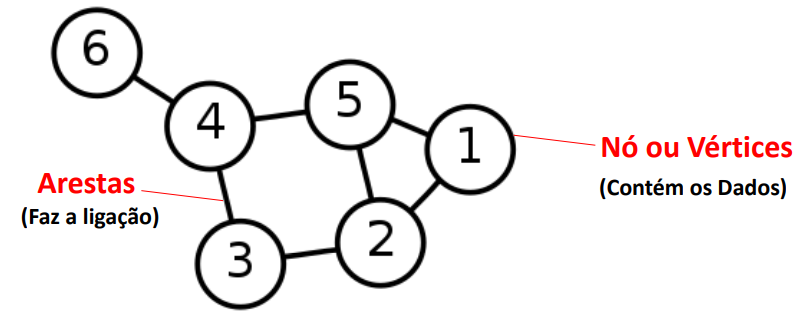 6
4
5
1
Nó ou Vértices
(Contém os Dados)
Arestas
(Faz a ligação)
3
2